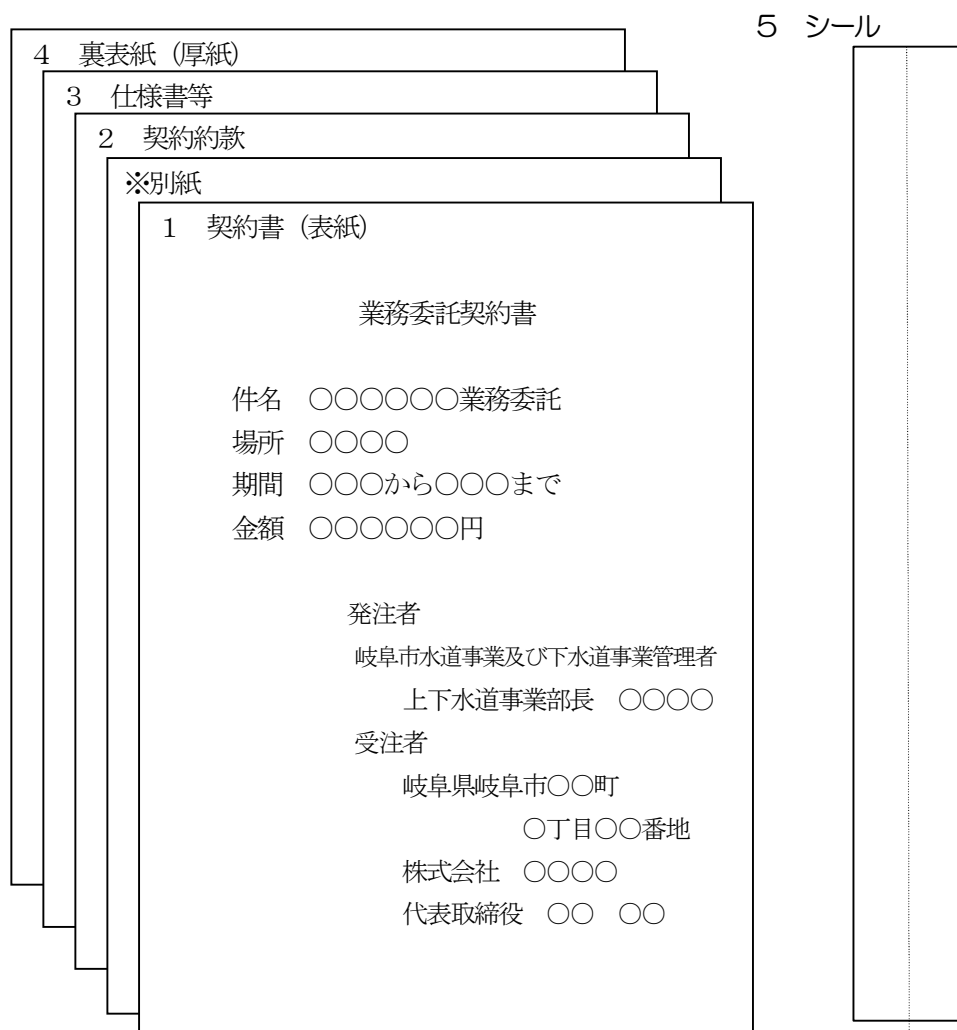 5 シール
4 裏表紙（厚紙）
3 仕様書等
2 契約約款
※別紙
1 契約書（表紙）
業務委託契約書
件名 ○○○○○○業務委託
場所 ○○○○
期間 ○○○から○○○まで
金額 ○○○○○○円
発注者
岐阜市水道事業及び下水道事業管理者
上下水道事業部長 ○○○○
受注者
岐阜県岐阜市○○町
○丁目○○番地
株式会社 ○○○○
代表取締役 ○○ ○○